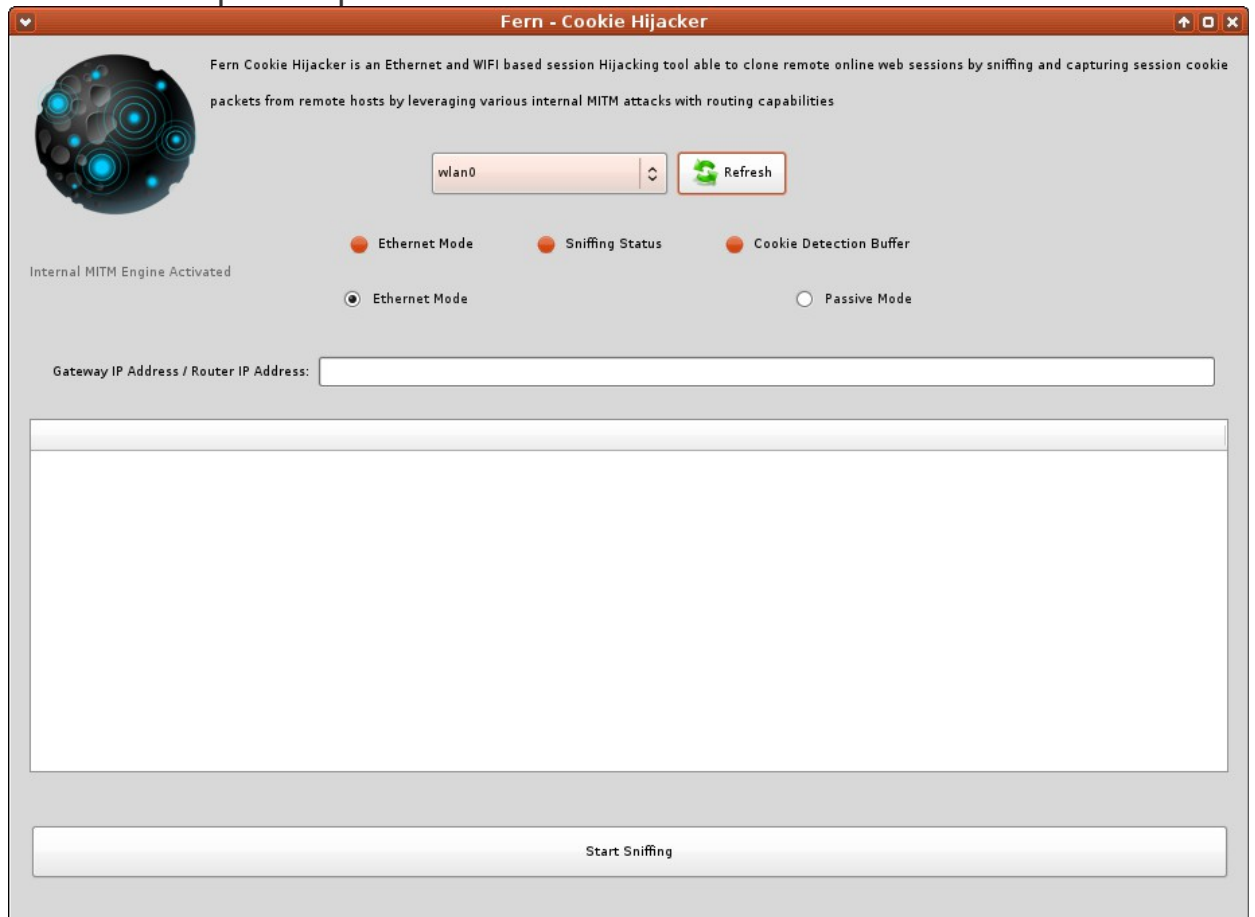 Fern - Cookie Hijacker
Fern Cookie Hijacker is an Ethernet and WIFI based session Hijacking tool able to clone remote online web sessions by sniffing and capturing session cookie
packets from remote hosts by leveraging various internal MITM attacks with routing capabilities
wlan0
Refresh
Ethernet Mode
Sniffing Status
Cookie Detection Buffer
Internal MITM Engine Activated
Ethernet Mode
Passive Mode
Gateway IP Address / Router IP Address:
Start Sniffing